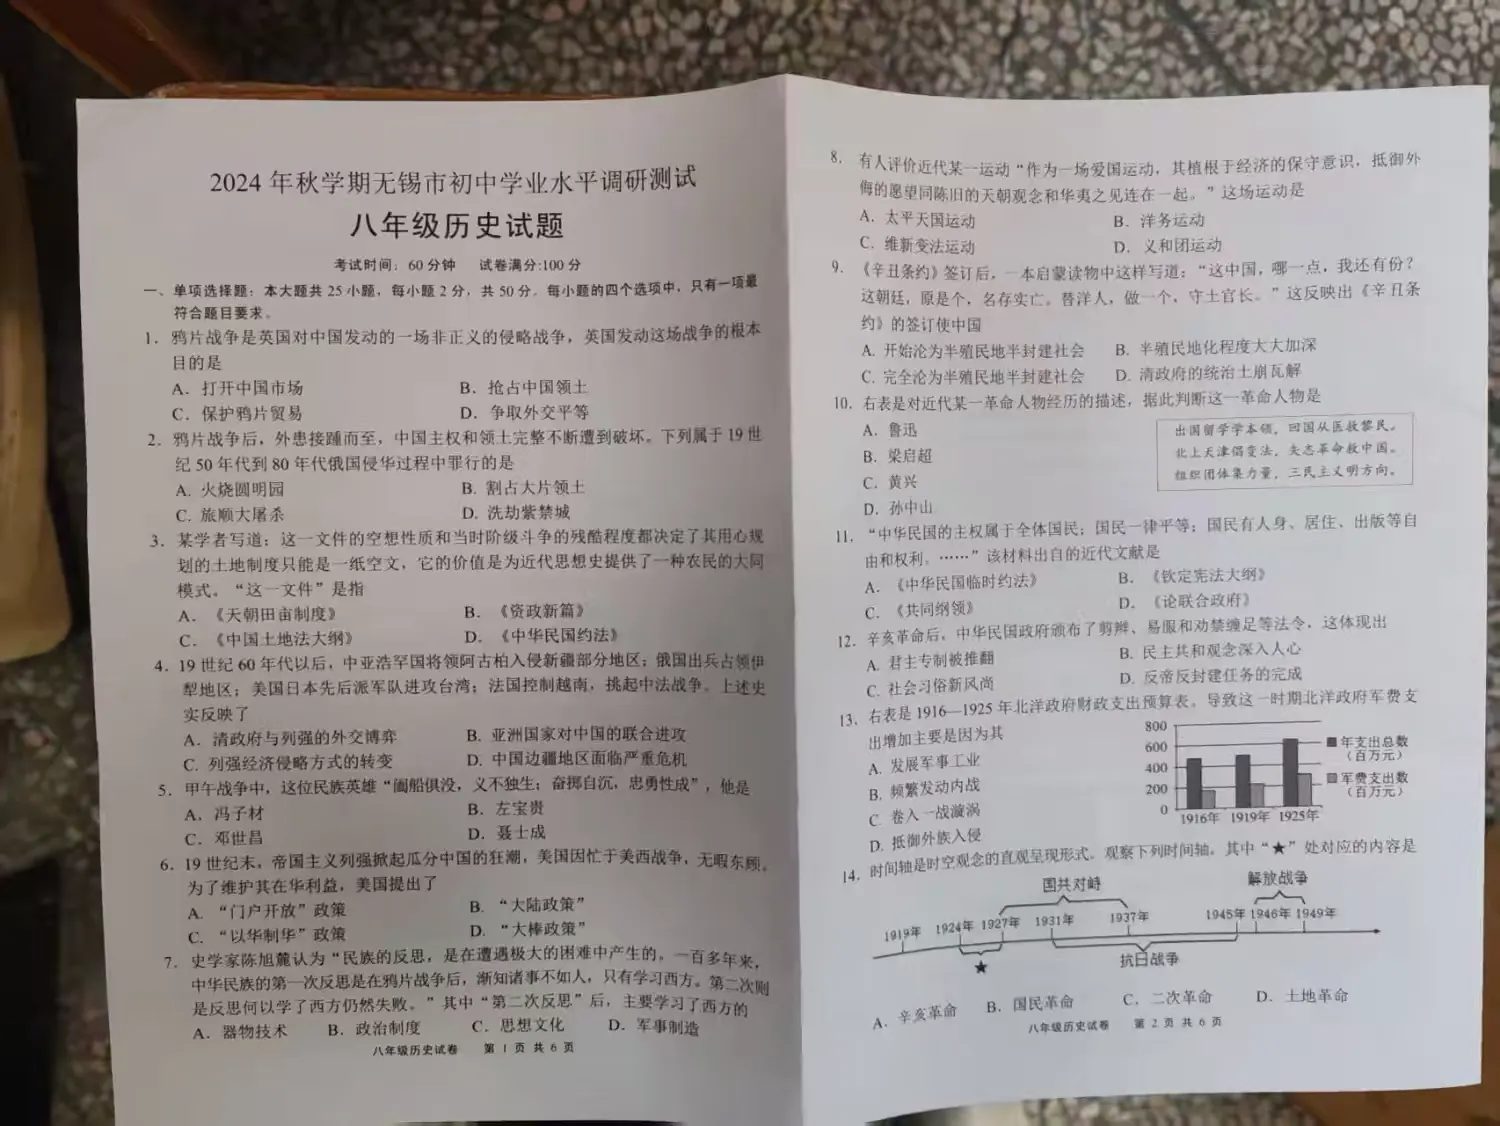 2024年秋学期无锡市初中学业水平调研测试
八年级历史试题
考试时间：60分钟 试卷满分:100分
一、单项选择题：本大题共25小题，每小题2分，共50分。每小题的四个选项中，只有一项最
符合题目要求。
1. 鸦片战争是英国对中国发动的一场非正义的侵略战争，英国发动这场战争的根本
目的是
A. 打开中国市场 B. 抢占中国领土
C. 保护鸦片贸易 D. 争取外交平等
2. 鸦片战争后，外患接踵而至，中国主权和领土完整不断遭到破坏。下列属于19世
纪50年代到80年代俄国侵华过程中罪行的是
A. 火烧圆明园 B. 割占大片领土
C. 旅顺大屠杀 D. 洗劫紫禁城
3. 某学者写道：这一文件的空想性质和当时阶级斗争的残酷程度都决定了其用心规
划的土地制度只能是一纸空文，它的价值是为近代思想史提供了一种农民的大同
模式。“这一文件”是指
A. 《天朝田亩制度》 B. 《资政新篇》
C. 《中国土地法大纲》 D. 《中华民国约法》
4. 19世纪60年代以后，中亚浩罕国将领阿古柏入侵新疆部分地区；俄国出兵占领伊
犁地区；美国日本先后派军队进攻台湾；法国控制越南，挑起中法战争。上述史
实反映了
A. 清政府与列强的外交博弈 B. 亚洲国家对中国的联合进攻
C. 列强经济侵略方式的转变 D. 中国边疆地区面临严重危机
5. 甲午战争中，这位民族英雄“阖船俱没，义不独生；奋掷自沉，忠勇性成”，他是
A. 冯子材 B. 左宝贵
C. 邓世昌 D. 聂士成
6. 19世纪末，帝国主义列强掀起瓜分中国的狂潮，美国因忙于美西战争，无暇东顾。
为了维护其在华利益，美国提出了
A. “门户开放”政策 B. “大陆政策”
C. “以华制华”政策 D. “大棒政策”
7. 史学家陈旭麓认为“民族的反思，是在遭遇极大的困难中产生的。一百多年来，
中华民族的第一次反思是在鸦片战争后，渐知诸事不如人，只有学习西方。第二次则
是反思何以学了西方仍然失败。”其中“第二次反思”后，主要学习了西方的
A. 器物技术 B. 政治制度 C. 思想文化 D. 军事制造
八年级历史试卷 第1页 共6页
8. 有人评价近代某一运动“作为一场爱国运动，其植根于经济的保守意识，抵御外
侮的愿望同陈旧的天朝观念和华夷之见连在一起。”这场运动是
A. 太平天国运动 B. 洋务运动
C. 维新变法运动 D. 义和团运动
9. 《辛丑条约》签订后，一本启蒙读物中这样写道：“这中国，哪一点，我还有份？
这朝廷，原是个，名存实亡。替洋人，做一个，守土官长。”这反映出《辛丑条
约》的签订使中国
A. 开始沦为半殖民地半封建社会 B. 半殖民地化程度大大加深
C. 完全沦为半殖民地半封建社会 D. 清政府的统治土崩瓦解
10. 右表是对近代某一革命人物经历的描述，据此判断这一革命人物是
A. 鲁迅
B. 梁启超
C. 黄兴
D. 孙中山
出国留学学本领，回国从医救黎民。
北上天津倡变法，矢志革命救中国。
组织团体集力量，三民主义明方向。
11. “中华民国的主权属于全体国民；国民一律平等；国民有人身、居住、出版等自
由和权利。……”该材料出自的近代文献是
A. 《中华民国临时约法》 B. 《钦定宪法大纲》
C. 《共同纲领》 D. 《论联合政府》
12. 辛亥革命后，中华民国政府颁布了剪辫、易服和劝禁缠足等法令，这体现出
A. 君主专制被推翻 B. 民主共和观念深入人心
C. 社会习俗新风尚 D. 反帝反封建任务的完成
13. 右表是1916—1925年北洋政府财政支出预算表。导致这一时期北洋政府军费支
出增加主要是因为其
A. 发展军事工业
B. 频繁发动内战
C 卷入一战漩涡
D. 抵御外族入侵
800
600
400
200
0
1916年 1919年 1925年
年支出总数
（百万元）
军费支出数
（百万元）
14. 时间轴是时空观念的直观呈现形式。观察下列时间轴，其中“★”处对应的内容是
国共对峙 解放战争
1919年 1924年 1927年 1931年 1937年 1945年 1946年 1949年
★ 抗日战争
A. 辛亥革命 B. 国民革命 C. 二次革命 D. 土地革命
八年级历史试卷 第2页 共6页